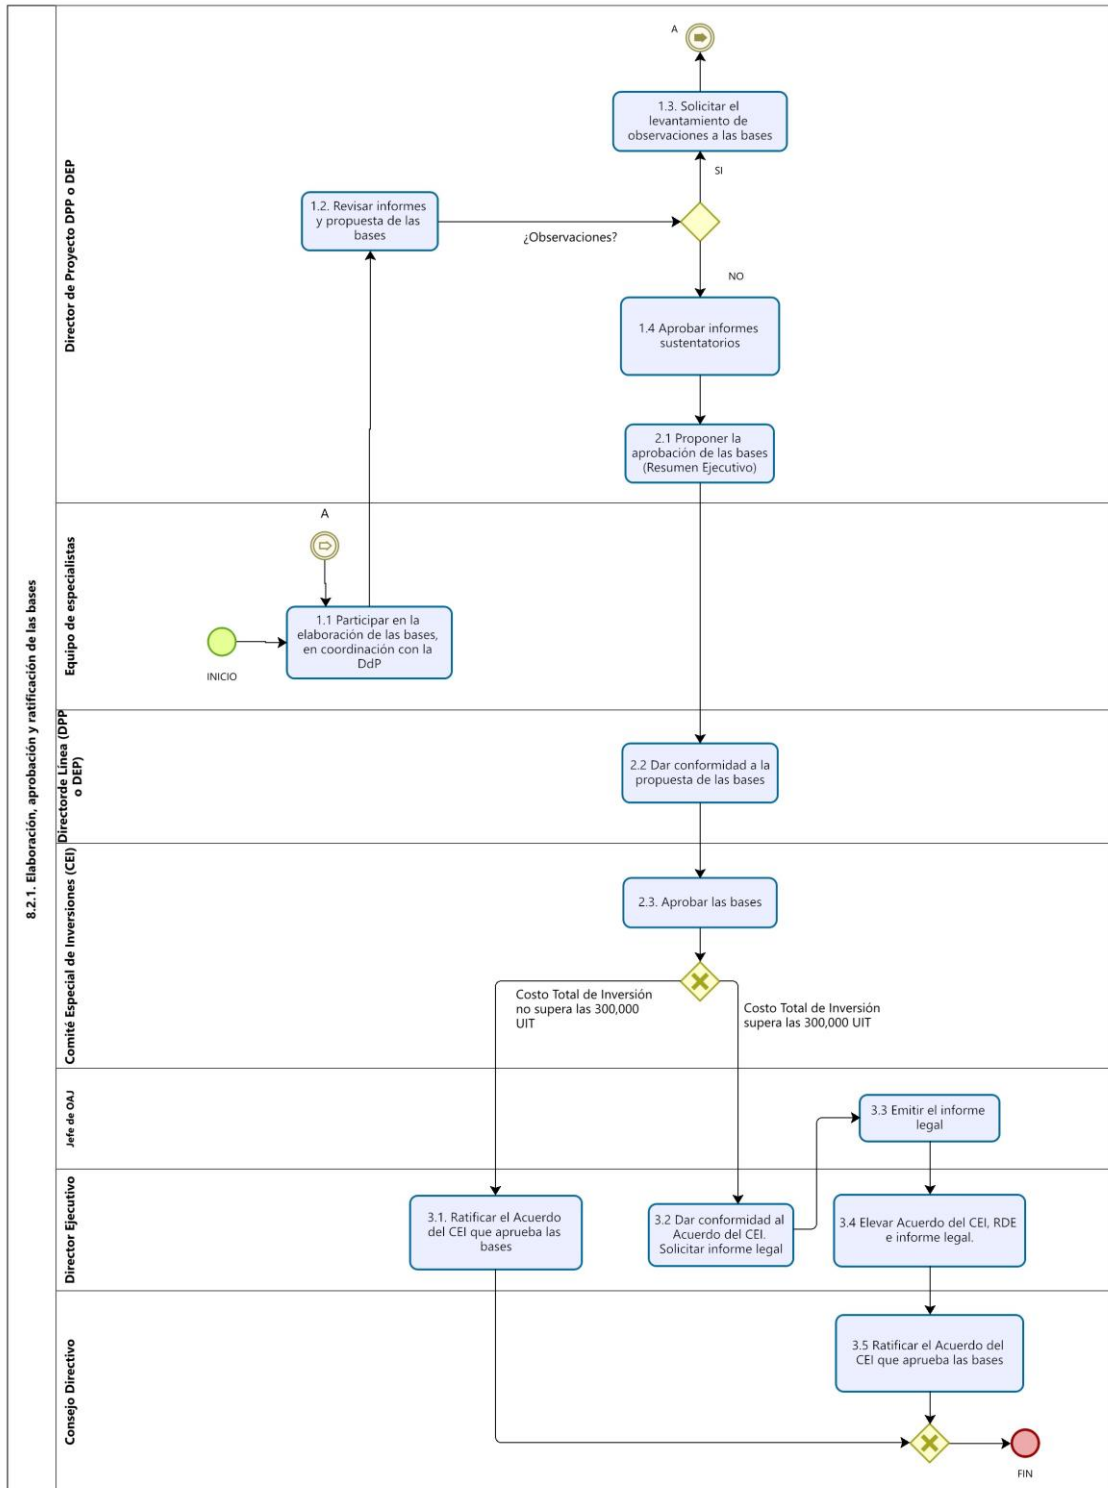 8.2.1. Elaboración, aprobación y ratificación de las bases
Director de Proyecto DPP o DEP
A
1.3. Solicitar el
levantamiento de
observaciones a las bases
SI
1.2. Revisar informes
y propuesta de las
bases
¿Observaciones?
NO
1.4 Aprobar informes
sustentatorios
2.1 Proponer la
aprobación de las bases
(Resumen Ejecutivo)
Equipo de especialistas
A
1.1 Participar en la
elaboración de las bases,
en coordinación con la
DdP
INICIO
Directorde Línea (DPP
o DEP)
2.2 Dar conformidad a la
propuesta de las bases
Comité Especial de Inversiones (CEI)
2.3. Aprobar las bases
Costo Total de Inversión
no supera las 300,000
UIT
Costo Total de Inversión
supera las 300,000 UIT
Jefe de OAJ
3.3 Emitir el informe
legal
Director Ejecutivo
3.1. Ratificar el Acuerdo
del CEI que aprueba las
bases
3.2 Dar conformidad al
Acuerdo del CEI.
Solicitar informe legal
3.4 Elevar Acuerdo del CEI, RDE
e informe legal.
Consejo Directivo
3.5 Ratificar el Acuerdo del
CEI que aprueba las bases
FIN